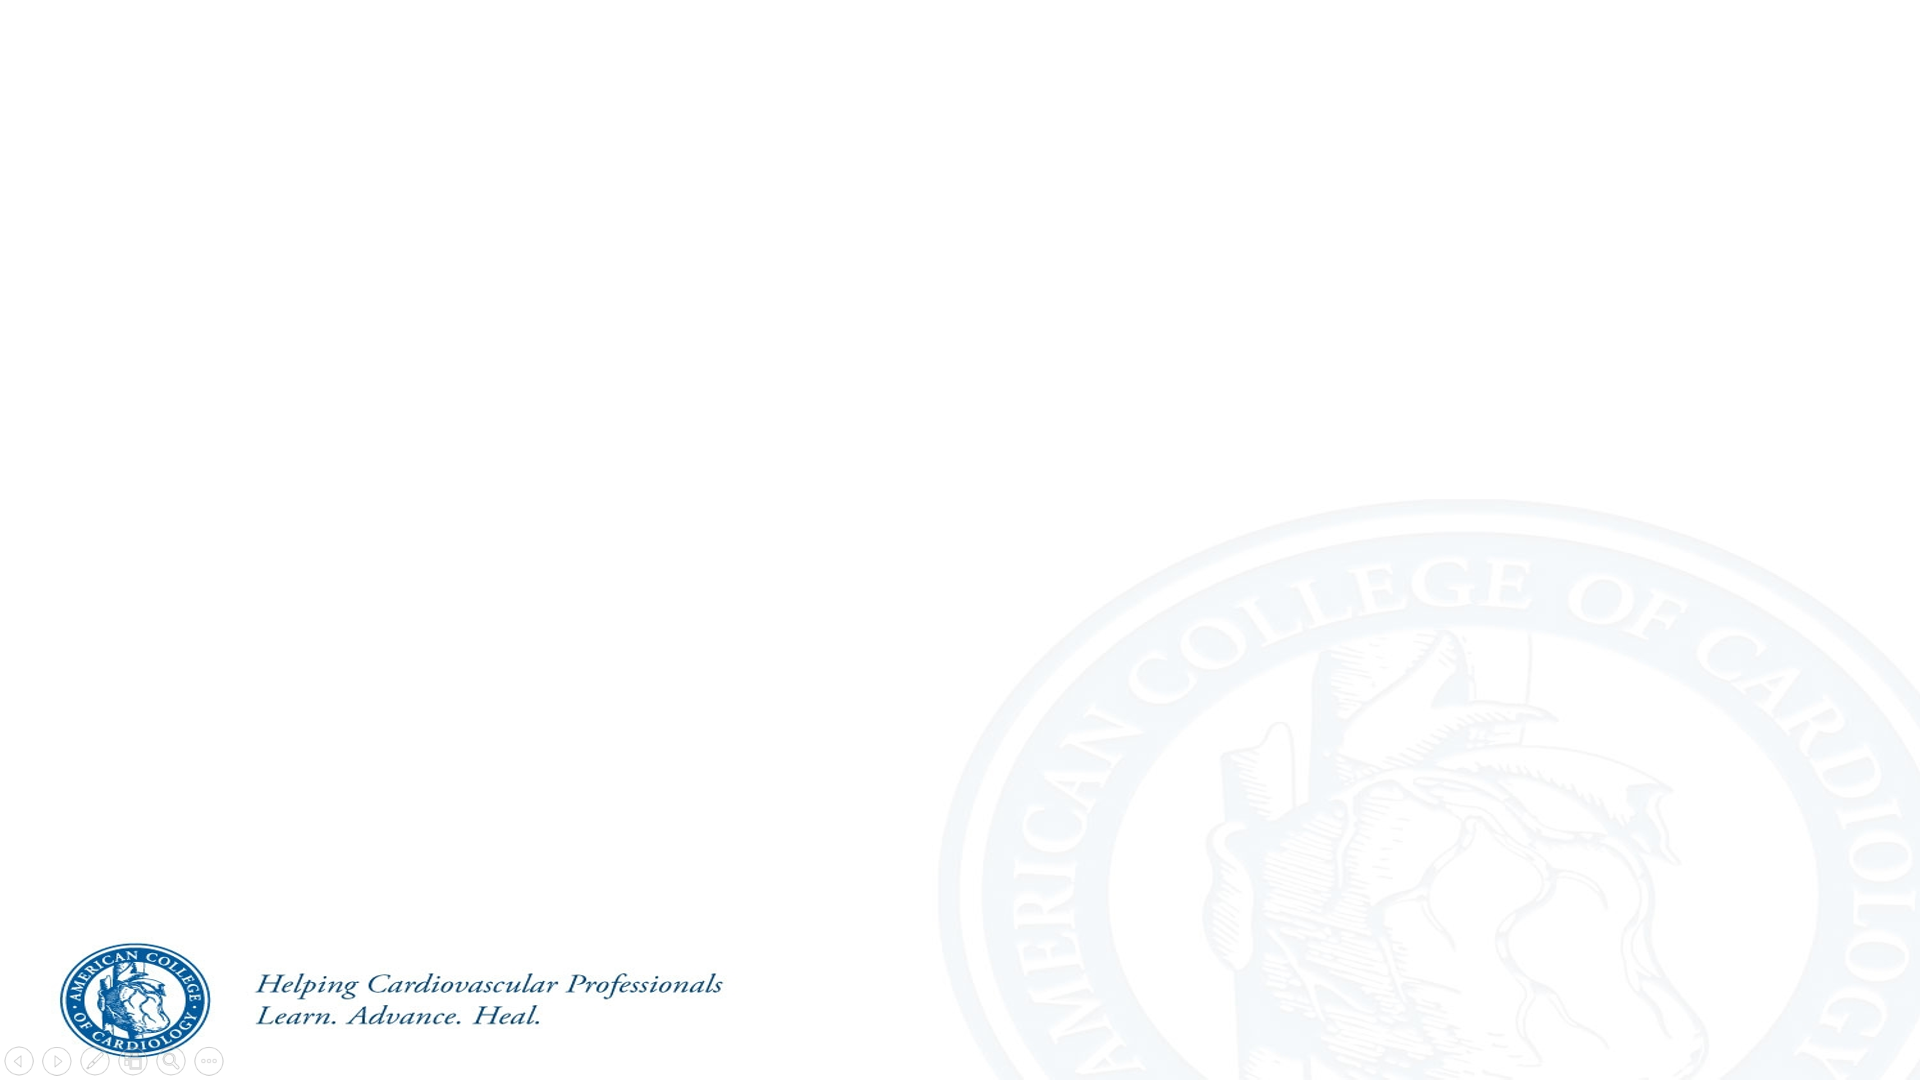 AMERICAN COLLEGE OF CARDIOLOGY
AMERICAN COLLEGE
OF CARDIOLOGY
Helping Cardiovascular Professionals
Learn. Advance. Heal.